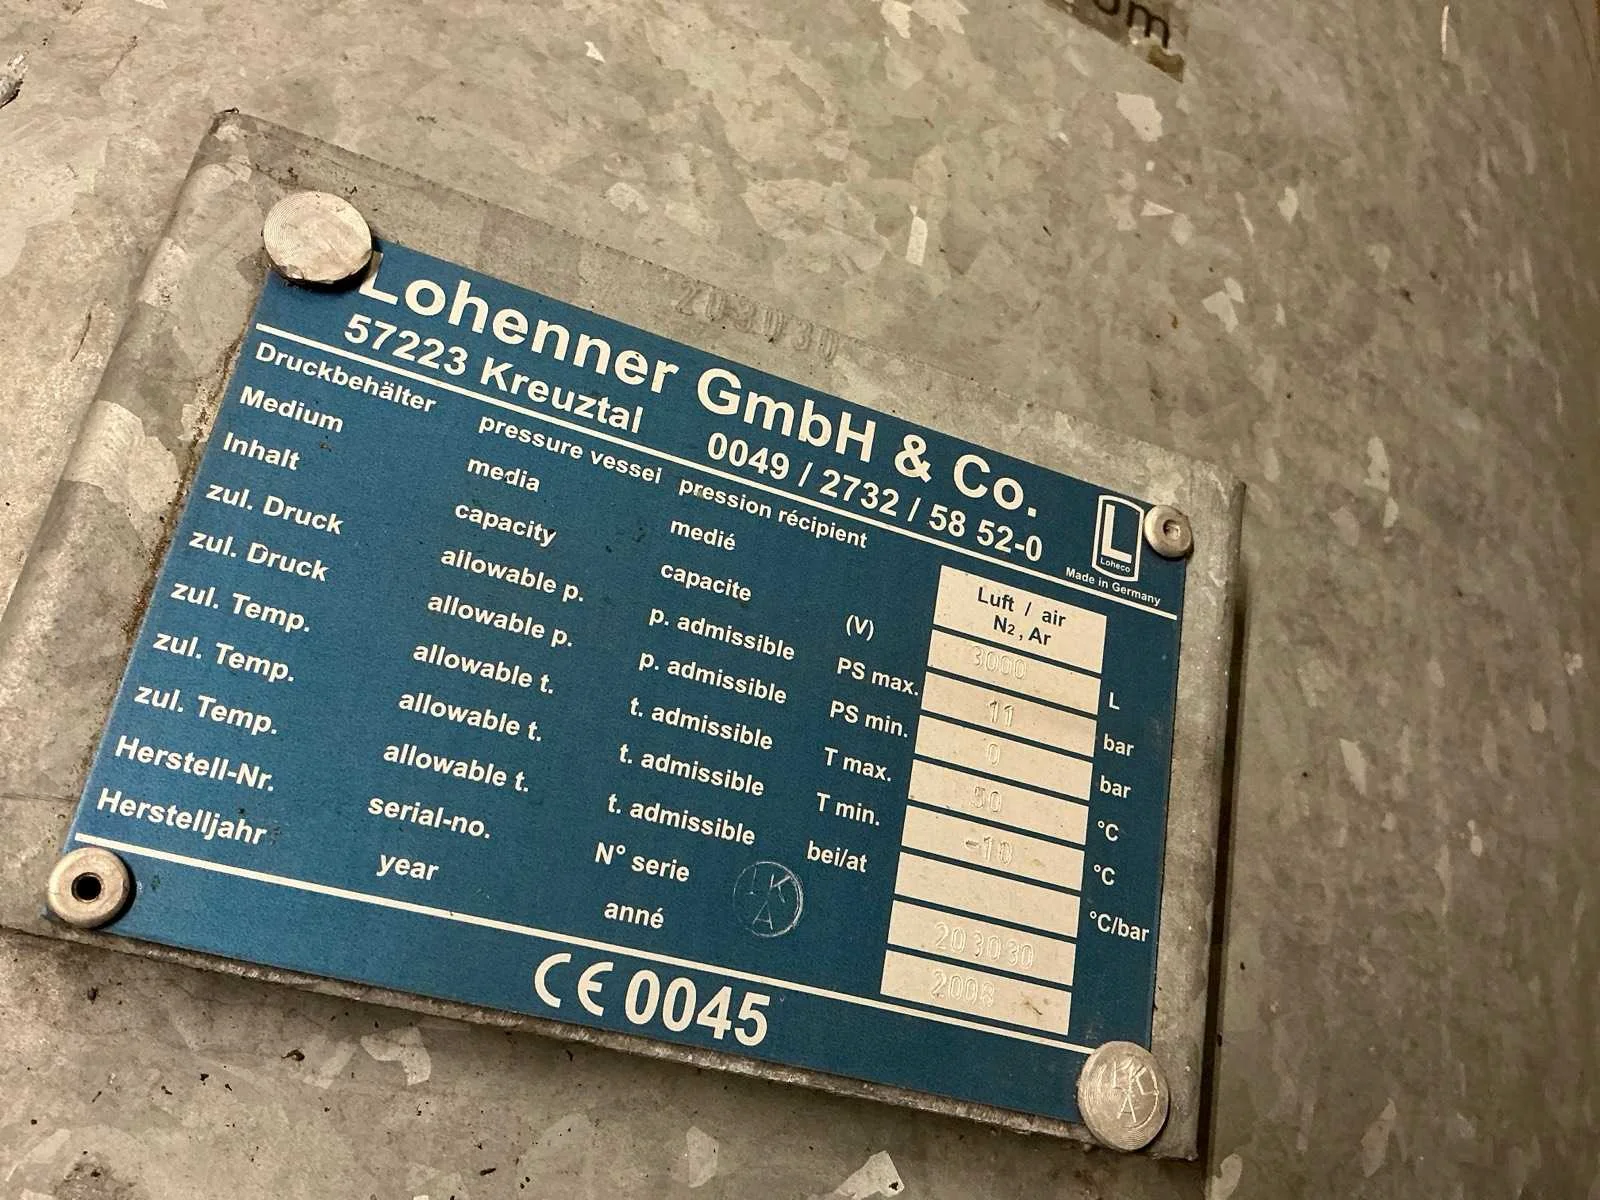 203030
Lohenner GmbH & Co.
57223 Kreuztal 0049 / 2732 / 58 52-0
L
Loheco
Made in Germany
Druckbehälter pressure vessel pression récipient
Medium media medié Luft / air N₂, Ar
Inhalt capacity capacite (V) 3000 L
zul. Druck allowable p. p. admissible PS max. 11 bar
zul. Druck allowable p. p. admissible PS min. 0 bar
zul. Temp. allowable t. t. admissible T max. 50 °C
zul. Temp. allowable t. t. admissible T min. -10 °C
zul. Temp. allowable t. t. admissible bei/at °C/bar
Herstell-Nr. serial-no. N° serie 203030
Herstelljahr year anné 2008
CE 0045